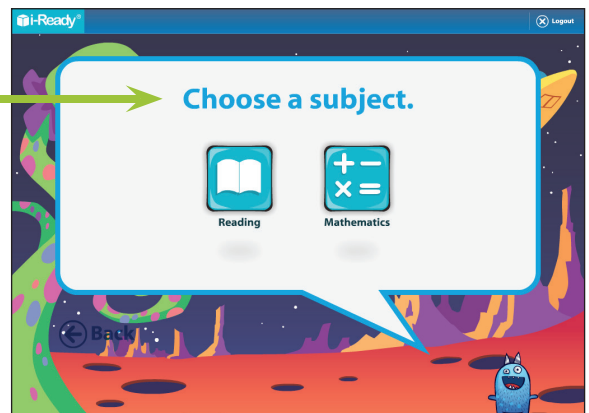 i-Ready®
Logout
Choose a subject.
Reading
Mathematics
Back